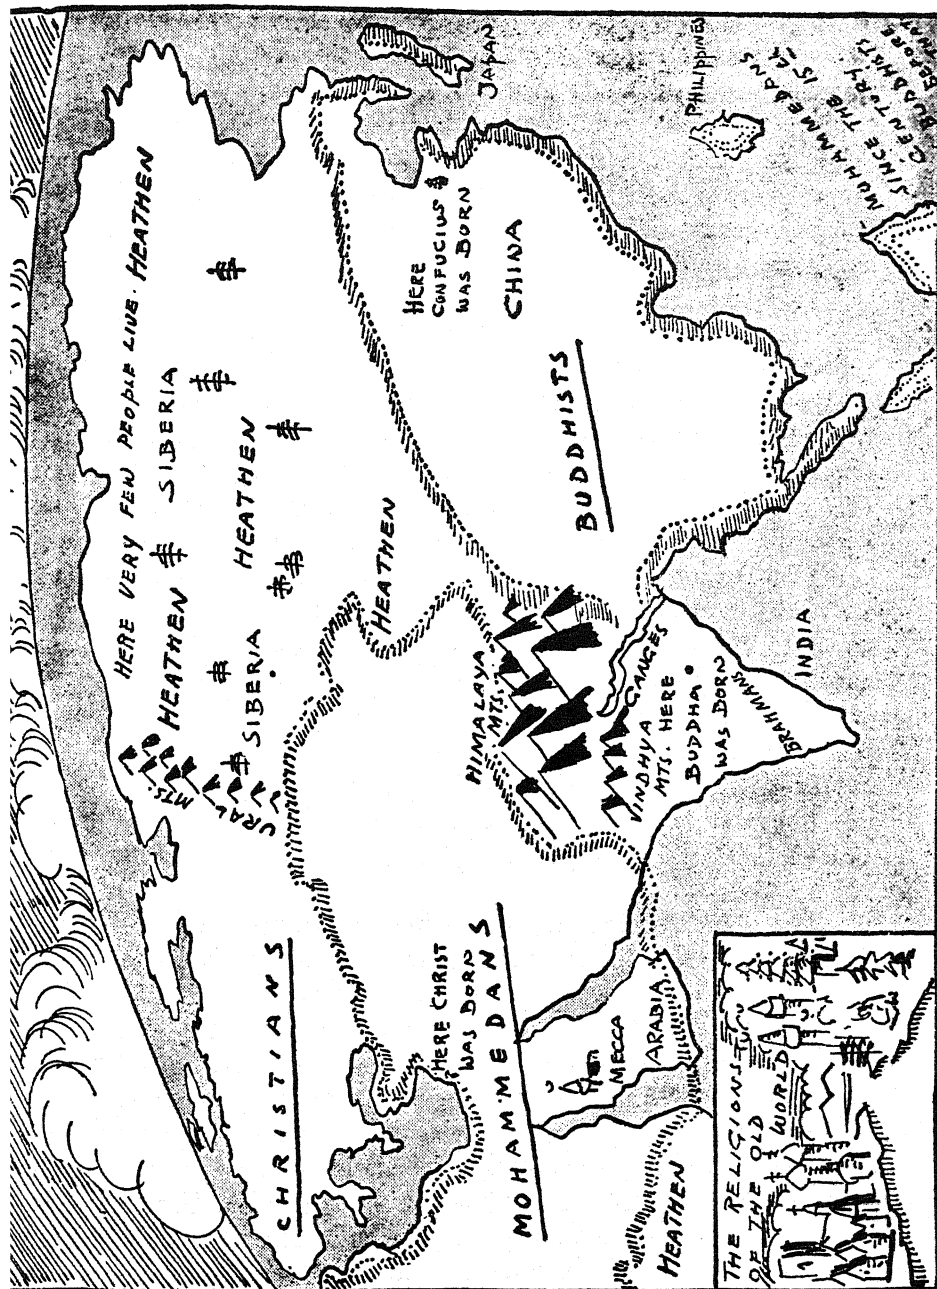 HERE VERY FEW PEOPLE LIVE. HEATHEN
HEATHEN
SIBERIA
SIBERIA
HEATHEN
URAL
MTS.
HEATHEN
CHRISTIANS
HERE CHRIST
WAS BORN
MOHAMMEDANS
MECCA
ARABIA
HEATHEN
HIMALAYA
MTS.
GANGES
VINDHYA
MTS. HERE
BUDDHA
WAS BORN
BRAHMANS
INDIA
BUDDHISTS
HERE
CONFUCIUS
WAS BORN
CHINA
JAPAN
PHILIPPINES
MUHAMMEDANS
SINCE THE 15TH
CENTURY
BUDDHISTS
BEFORE
THE RELIGIONS
OF THE OLD
WORLD